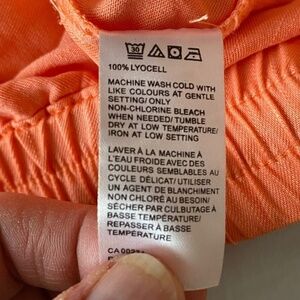 30
100% LYOCELL
MACHINE WASH COLD WITH
LIKE COLOURS AT GENTLE
SETTING/ ONLY
NON-CHLORINE BLEACH
WHEN NEEDED/ TUMBLE
DRY AT LOW TEMPERATURE/
IRON AT LOW SETTING
LAVER À LA MACHINE À
L'EAU FROIDE AVEC DES
COULEURS SEMBLABLES AU
CYCLE DÉLICAT/ UTILISER
UN AGENT DE BLANCHIMENT
NON CHLORÉ AU BESOIN/
SÉCHER PAR CULBUTAGE À
BASSE TEMPÉRATURE/
REPASSER À BASSE
TEMPÉRATURE